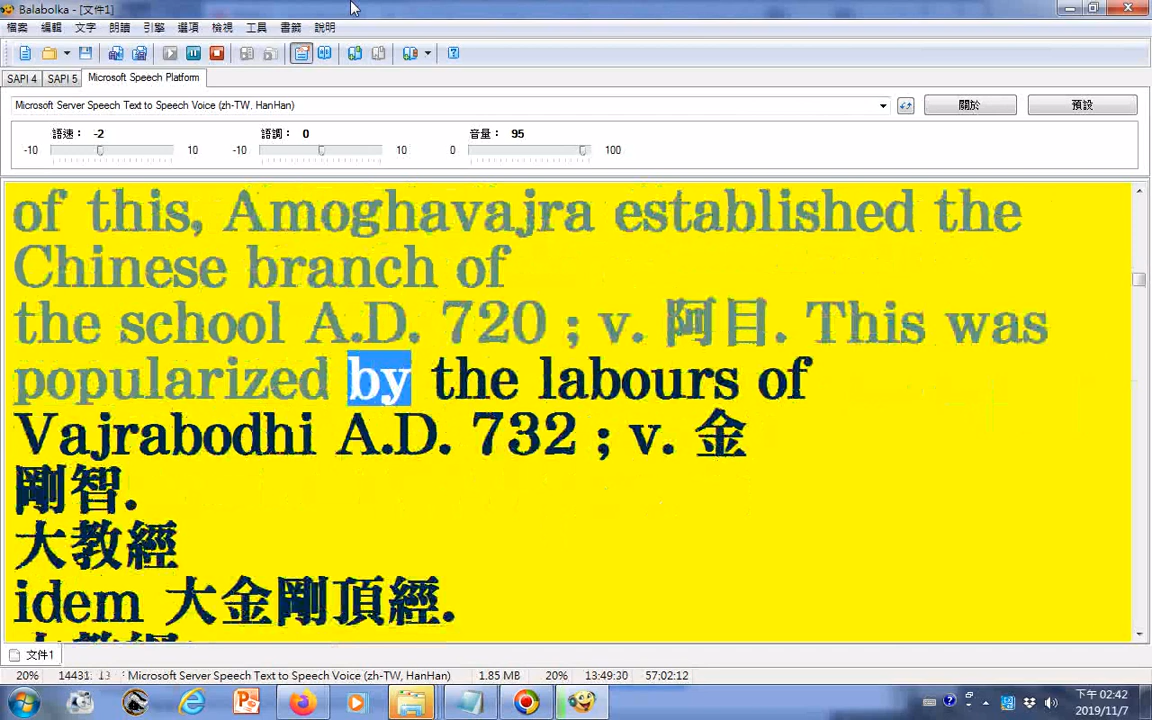 Balabolka - [文件1]
檔案 編輯 文字 朗讀 引擎 選項 檢視 工具 書籤 說明
SAPI 4 SAPI 5 Microsoft Speech Platform
Microsoft Server Speech Text to Speech Voice (zh-TW, HanHan) 關於 預設
語速： -2 語調： 0 音量： 95
-10 10 -10 10 0 100
of this, Amoghavajra established the
Chinese branch of
the school A.D. 720 ; v. 阿目. This was
popularized by the labours of
Vajrabodhi A.D. 732 ; v. 金
剛智.
大教經
idem 大金剛頂經.
文件1
20% Microsoft Server Speech Text to Speech Voice (zh-TW, HanHan) 1.85 MB 20% 13:49:30 57:02:12
下午 02:42
2019/11/7